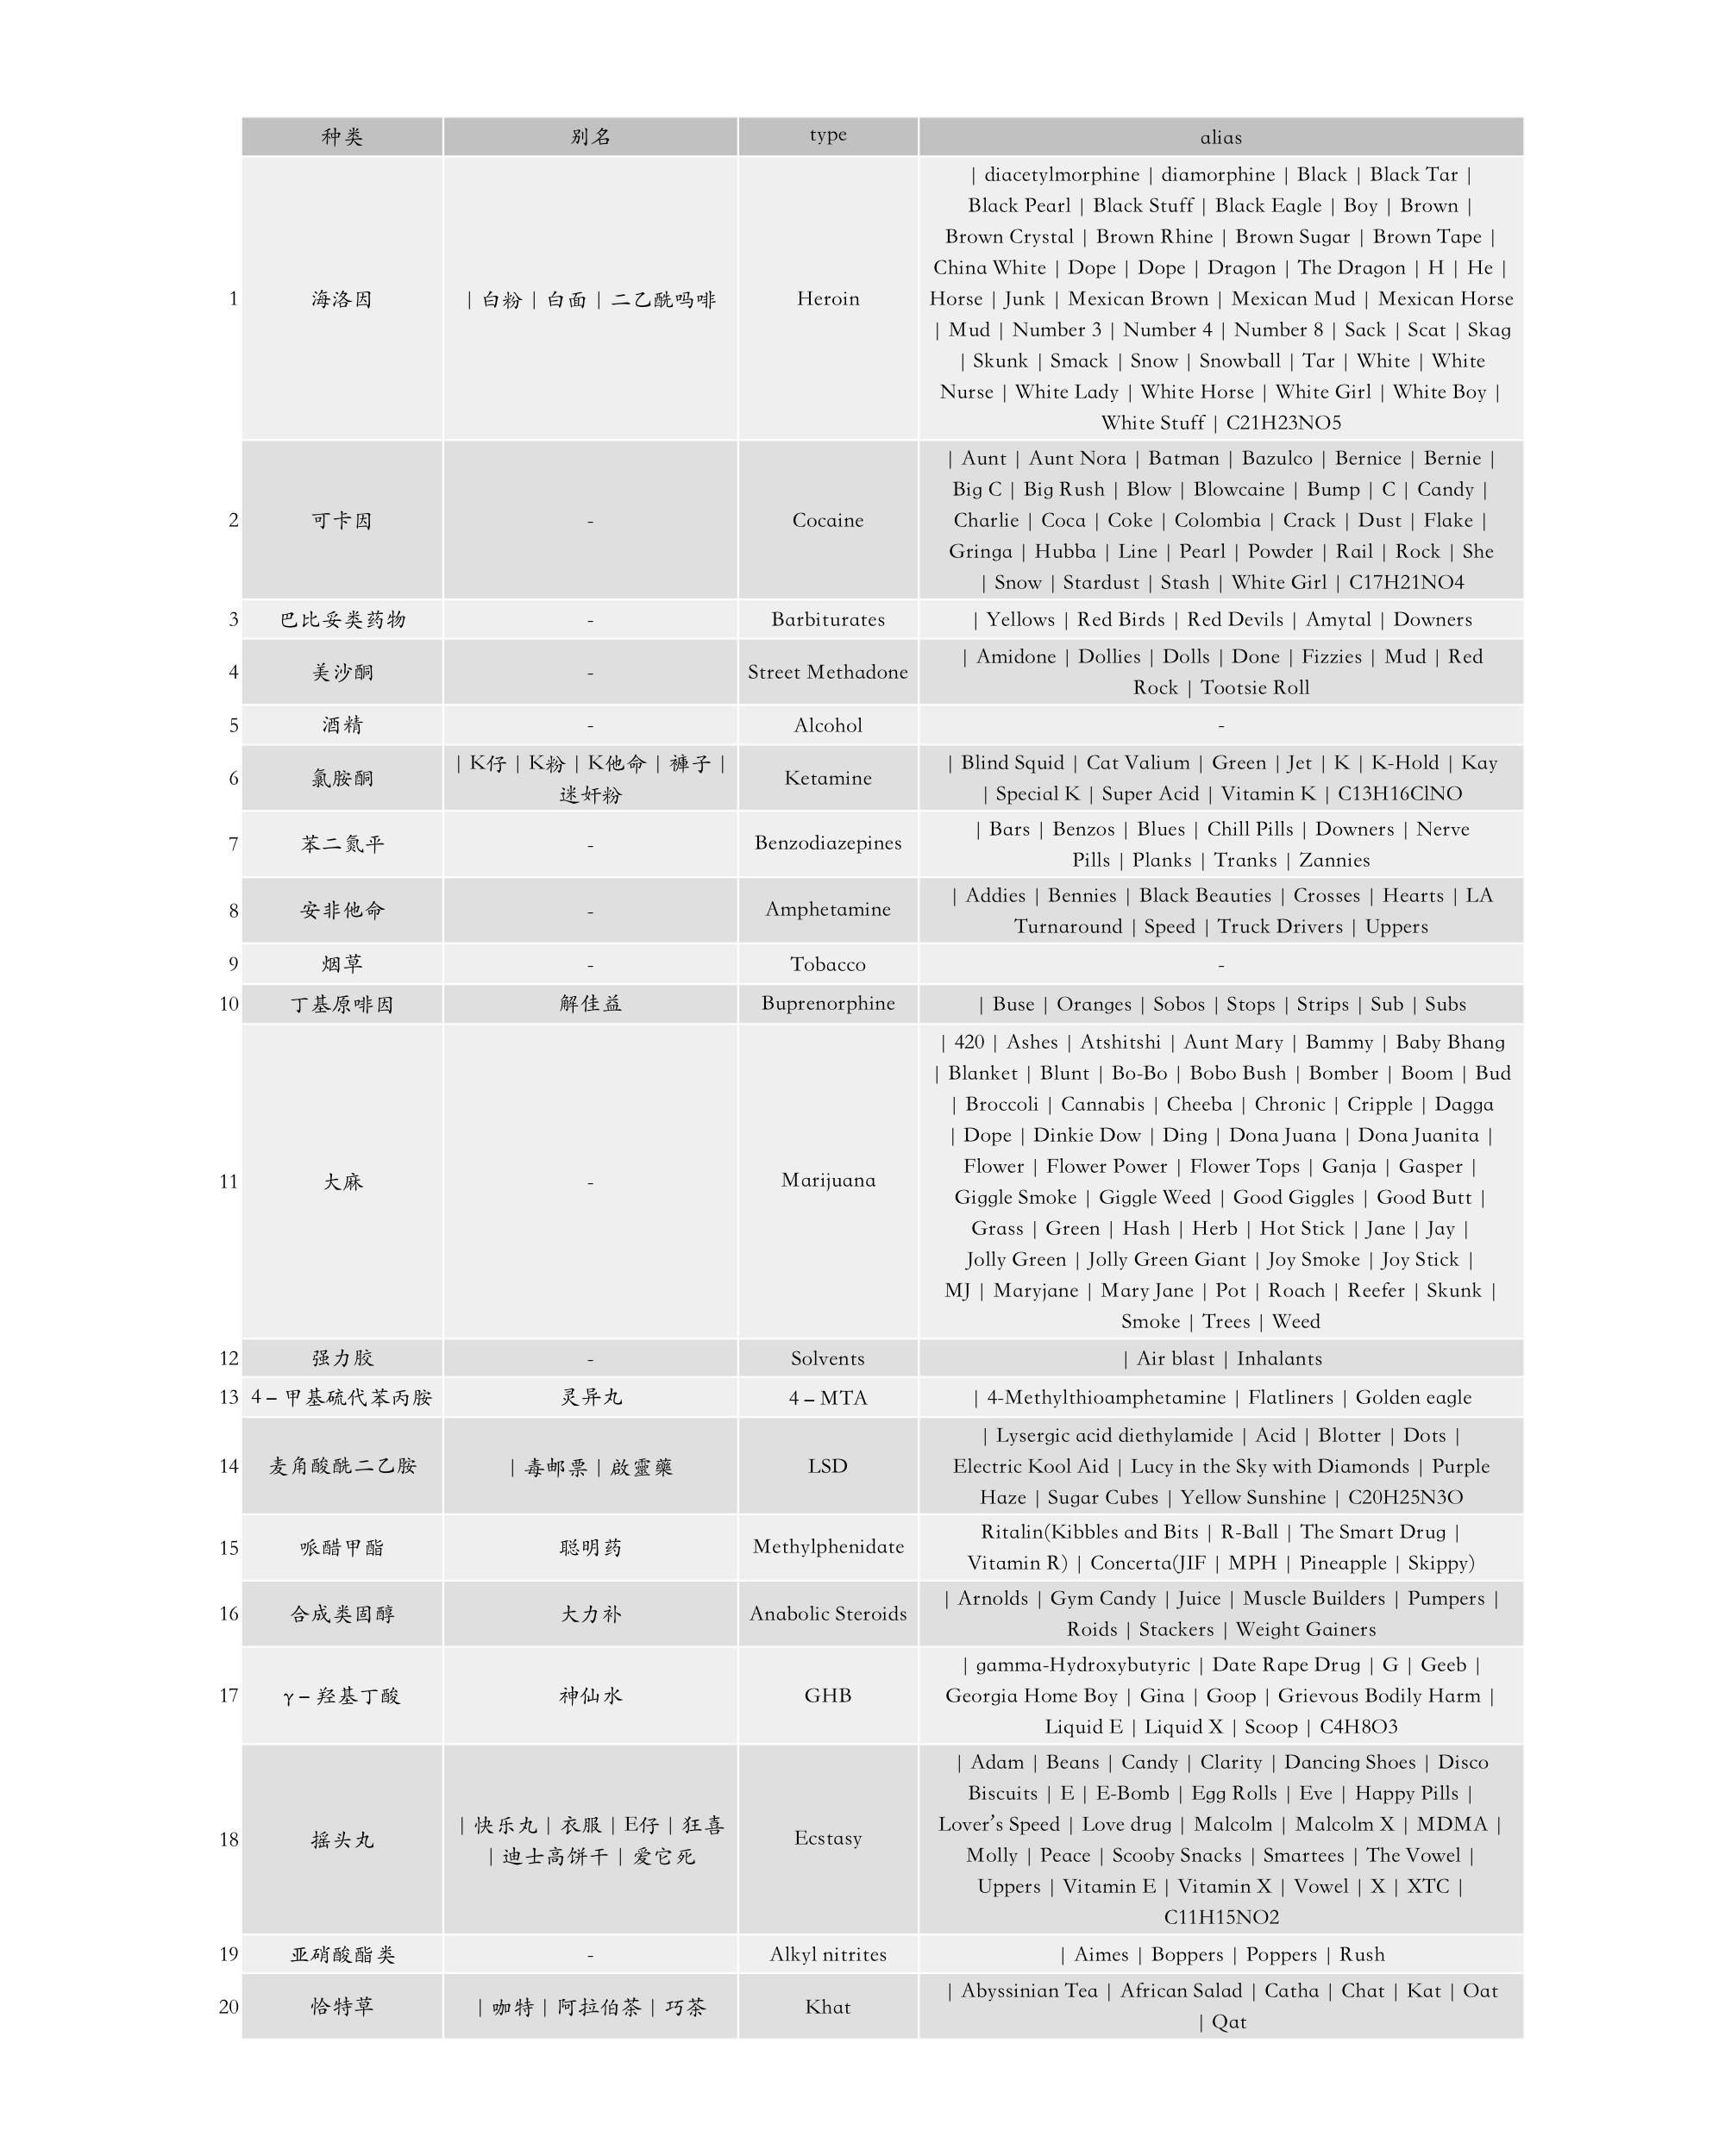 种类 别名 type alias
| diacetylmorphine | diamorphine | Black | Black Tar |
Black Pearl | Black Stuff | Black Eagle | Boy | Brown |
Brown Crystal | Brown Rhine | Brown Sugar | Brown Tape |
China White | Dope | Dope | Dragon | The Dragon | H | He |
1 海洛因 | 白粉 | 白面 | 二乙酰吗啡 Heroin Horse | Junk | Mexican Brown | Mexican Mud | Mexican Horse
| Mud | Number 3 | Number 4 | Number 8 | Sack | Scat | Skag
| Skunk | Smack | Snow | Snowball | Tar | White | White
Nurse | White Lady | White Horse | White Girl | White Boy |
White Stuff | C21H23NO5
| Aunt | Aunt Nora | Batman | Bazulco | Bernice | Bernie |
Big C | Big Rush | Blow | Blowcaine | Bump | C | Candy |
2 可卡因 - Cocaine Charlie | Coca | Coke | Colombia | Crack | Dust | Flake |
Gringa | Hubba | Line | Pearl | Powder | Rail | Rock | She
| Snow | Stardust | Stash | White Girl | C17H21NO4
3 巴比妥类药物 - Barbiturates | Yellows | Red Birds | Red Devils | Amytal | Downers
4 美沙酮 - Street Methadone | Amidone | Dollies | Dolls | Done | Fizzies | Mud | Red
Rock | Tootsie Roll
5 酒精 - Alcohol -
6 氯胺酮 | K仔 | K粉 | K他命 | 裤子 | Ketamine | Blind Squid | Cat Valium | Green | Jet | K | K-Hold | Kay
迷奸粉 | Special K | Super Acid | Vitamin K | C13H16ClNO
7 苯二氮平 - Benzodiazepines | Bars | Benzos | Blues | Chill Pills | Downers | Nerve
Pills | Planks | Tranks | Zannies
8 安非他命 - Amphetamine | Addies | Bennies | Black Beauties | Crosses | Hearts | LA
Turnaround | Speed | Truck Drivers | Uppers
9 烟草 - Tobacco -
10 丁基原啡因 解佳益 Buprenorphine | Buse | Oranges | Sobos | Stops | Strips | Sub | Subs
| 420 | Ashes | Atshitshi | Aunt Mary | Bammy | Baby Bhang
| Blanket | Blunt | Bo-Bo | Bobo Bush | Bomber | Boom | Bud
| Broccoli | Cannabis | Cheeba | Chronic | Cripple | Dagga
| Dope | Dinkie Dow | Ding | Dona Juana | Dona Juanita |
11 大麻 - Marijuana Flower | Flower Power | Flower Tops | Ganja | Gasper |
Giggle Smoke | Giggle Weed | Good Giggles | Good Butt |
Grass | Green | Hash | Herb | Hot Stick | Jane | Jay |
Jolly Green | Jolly Green Giant | Joy Smoke | Joy Stick |
MJ | Maryjane | Mary Jane | Pot | Roach | Reefer | Skunk |
Smoke | Trees | Weed
12 强力胶 - Solvents | Air blast | Inhalants
13 4－甲基硫代苯丙胺 灵异丸 4－MTA | 4-Methylthioamphetamine | Flatliners | Golden eagle
| Lysergic acid diethylamide | Acid | Blotter | Dots |
14 麦角酸酰二乙胺 | 毒邮票 | 啟靈藥 LSD Electric Kool Aid | Lucy in the Sky with Diamonds | Purple
Haze | Sugar Cubes | Yellow Sunshine | C20H25N3O
15 哌醋甲酯 聪明药 Methylphenidate Ritalin(Kibbles and Bits | R-Ball | The Smart Drug |
Vitamin R) | Concerta(JIF | MPH | Pineapple | Skippy)
16 合成类固醇 大力补 Anabolic Steroids | Arnolds | Gym Candy | Juice | Muscle Builders | Pumpers |
Roids | Stackers | Weight Gainers
| gamma-Hydroxybutyric | Date Rape Drug | G | Geeb |
17 γ－羟基丁酸 神仙水 GHB Georgia Home Boy | Gina | Goop | Grievous Bodily Harm |
Liquid E | Liquid X | Scoop | C4H8O3
| Adam | Beans | Candy | Clarity | Dancing Shoes | Disco
Biscuits | E | E-Bomb | Egg Rolls | Eve | Happy Pills |
18 摇头丸 | 快乐丸 | 衣服 | E仔 | 狂喜 Ecstasy Lover's Speed | Love drug | Malcolm | Malcolm X | MDMA |
| 迪士高饼干 | 爱它死 Molly | Peace | Scooby Snacks | Smartees | The Vowel |
Uppers | Vitamin E | Vitamin X | Vowel | X | XTC |
C11H15NO2
19 亚硝酸酯类 - Alkyl nitrites | Aimes | Boppers | Poppers | Rush
20 恰特草 | 咖特 | 阿拉伯茶 | 巧茶 Khat | Abyssinian Tea | African Salad | Catha | Chat | Kat | Oat
| Qat